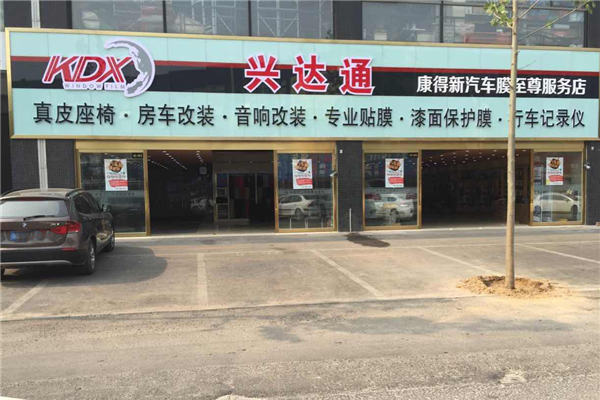 KDX
WINDOW FILM
兴达通
康得新汽车膜至尊服务店
真皮座椅·房车改装·音响改装·专业贴膜·漆面保护膜·行车记录仪